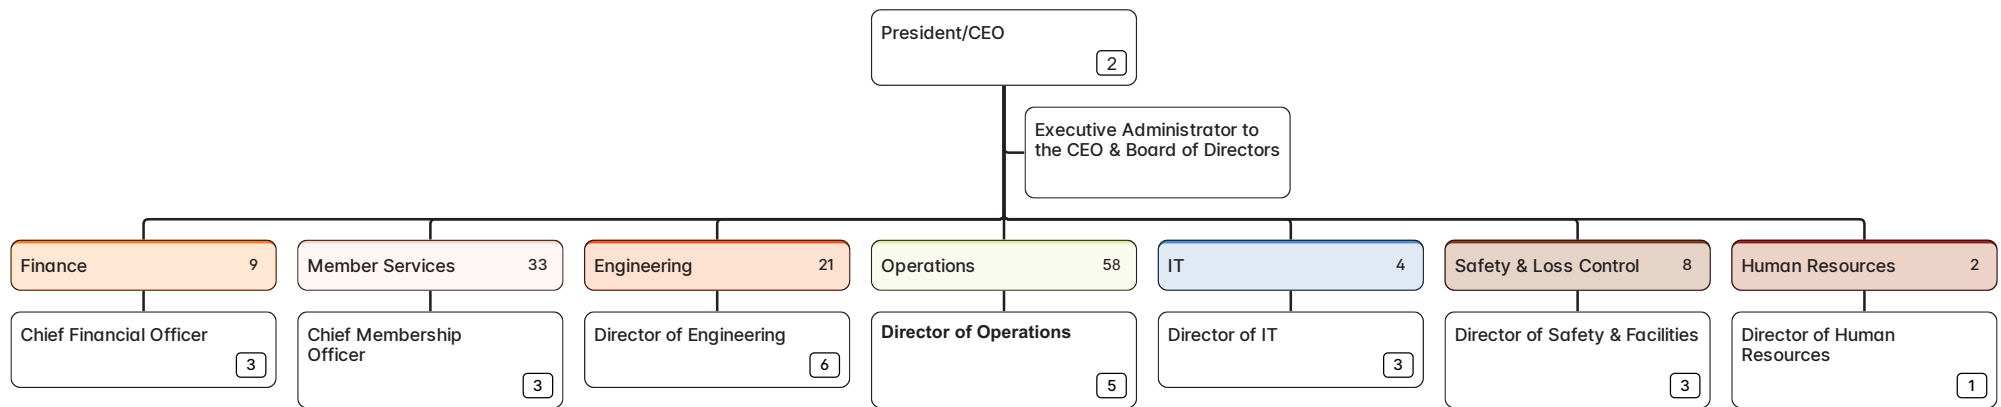 President/CEO
2
Executive Administrator to
the CEO & Board of Directors
Finance 9
Member Services 33
Engineering 21
Operations 58
IT 4
Safety & Loss Control 8
Human Resources 2
Chief Financial Officer
3
Chief Membership
Officer
3
Director of Engineering
6
Director of Operations
5
Director of IT
3
Director of Safety & Facilities
3
Director of Human
Resources
1